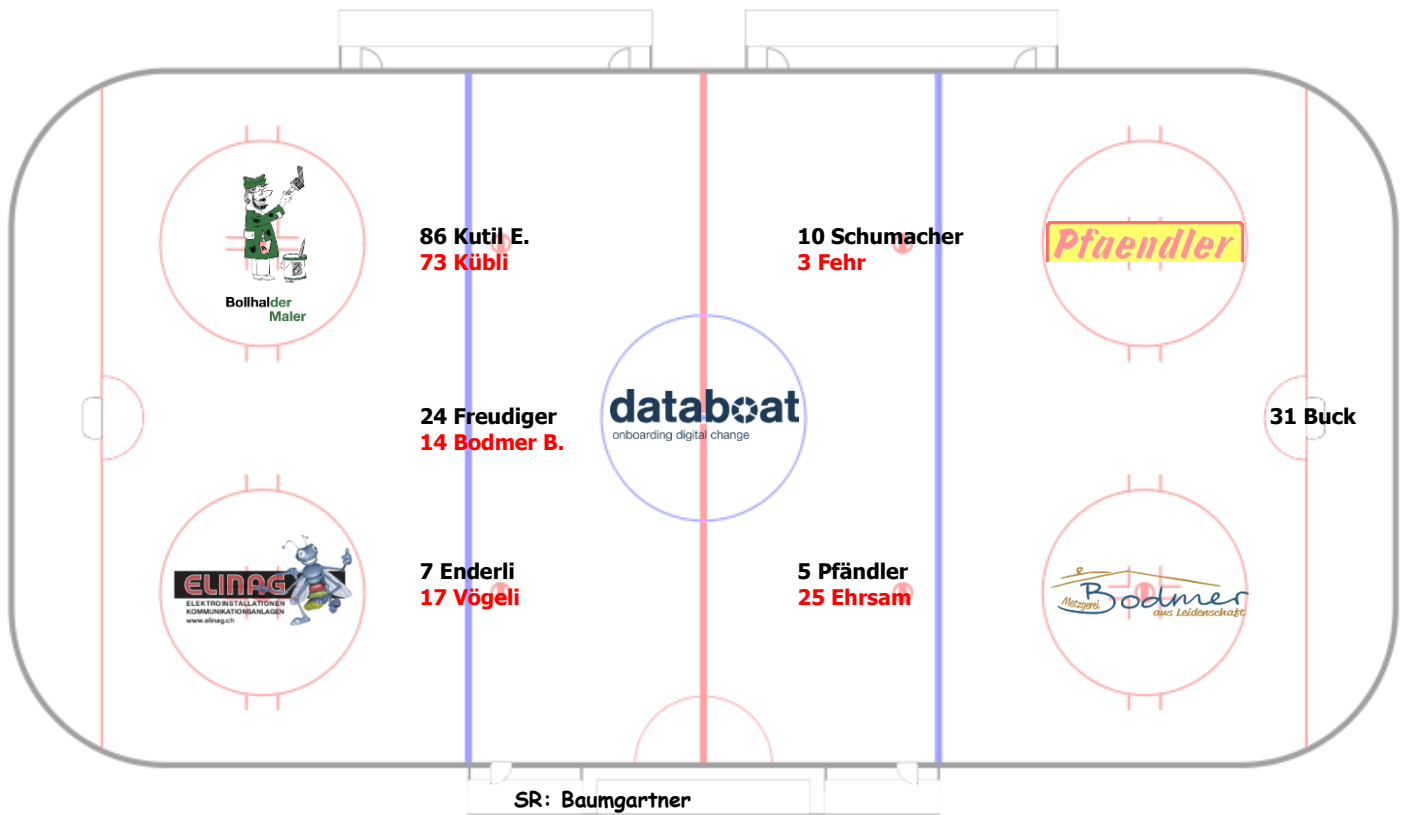 86 Kutil E.
73 Kübli
10 Schumacher
3 Fehr
Pfaendler
Bollhalder
Maler
24 Freudiger
14 Bodmer B.
databoat
onboarding digital change
31 Buck
7 Enderli
17 Vögeli
5 Pfändler
25 Ehrsam
ELINAG
ELEKTROINSTALLATIONEN
KOMMUNIKATIONSANLAGEN
www.elinag.ch
Metzgerei Bodmer
aus Leidenschaft
SR: Baumgartner